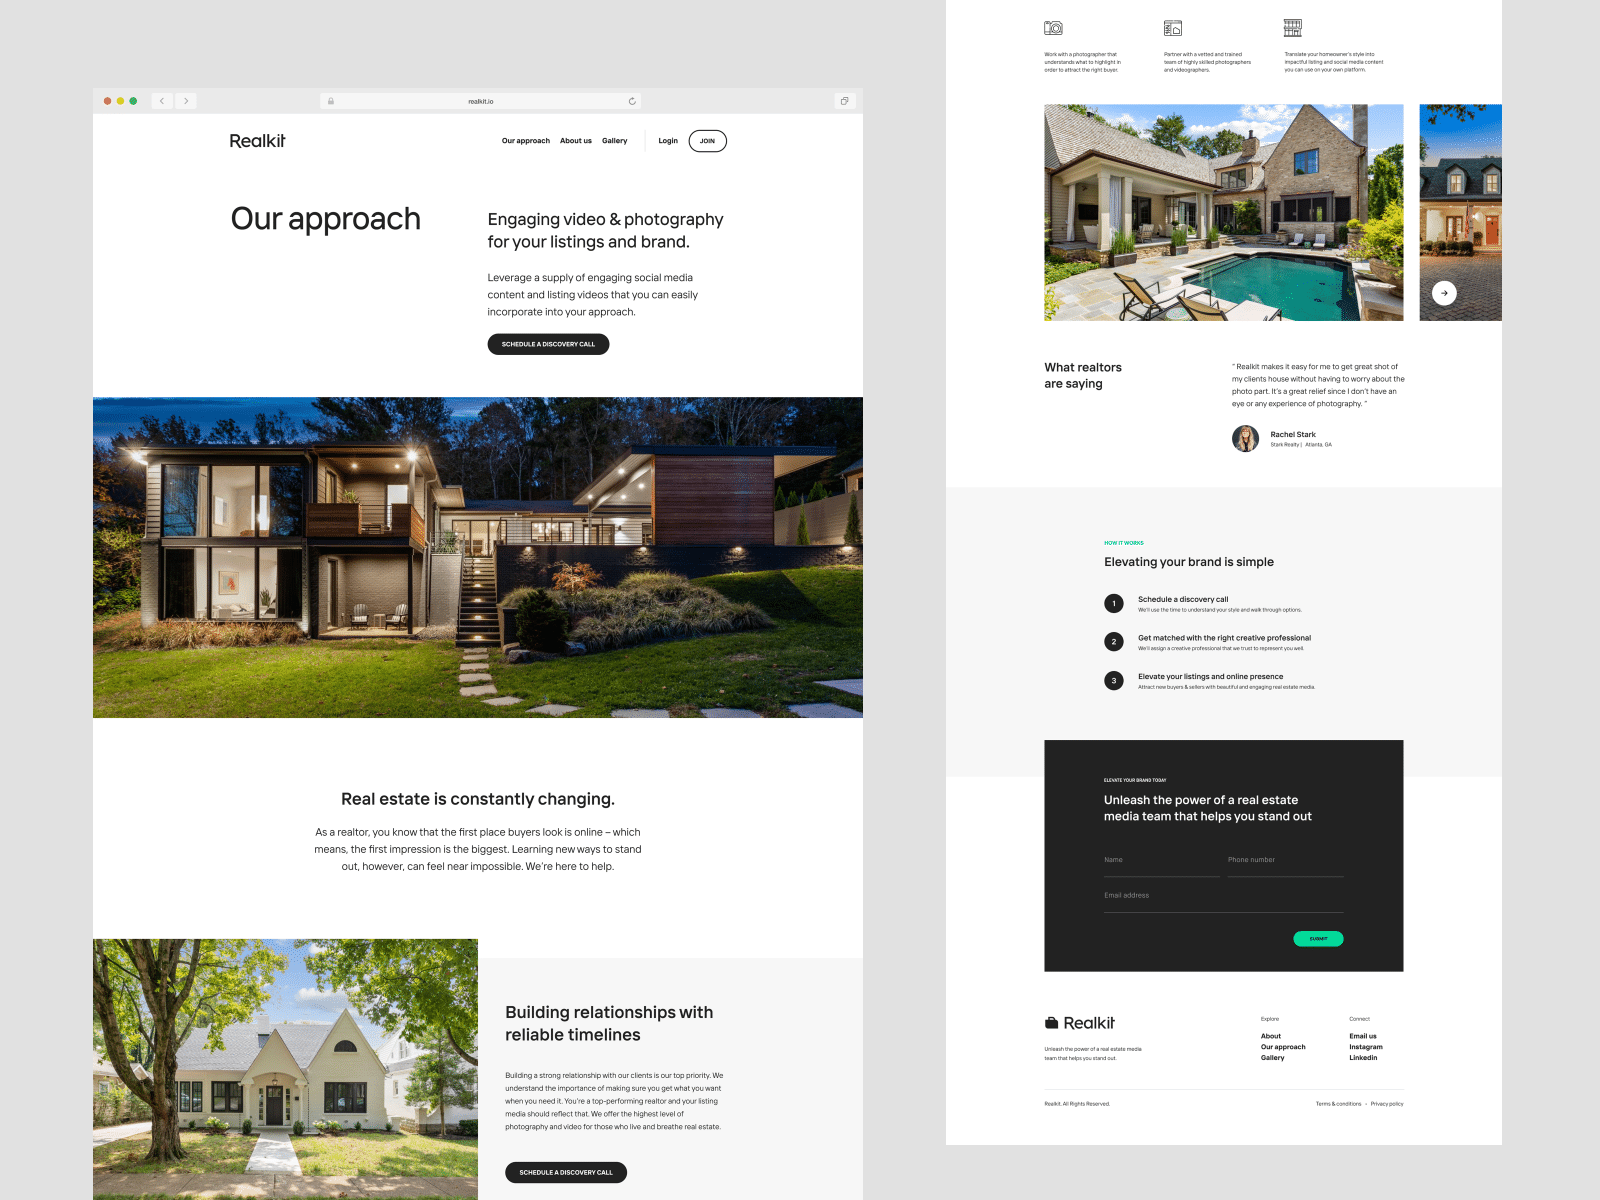 realkit.io
Realkit
Our approach
About us
Gallery
Login
JOIN
Our approach
Engaging video & photography
for your listings and brand.
Leverage a supply of engaging social media
content and listing videos that you can easily
incorporate into your approach.
SCHEDULE A DISCOVERY CALL
Real estate is constantly changing.
As a realtor, you know that the first place buyers look is online – which
means, the first impression is the biggest. Learning new ways to stand
out, however, can feel near impossible. We're here to help.
Building relationships with
reliable timelines
Building a strong relationship with our clients is our top priority. We
understand the importance of making sure you get what you want
when you need it. You're a top-performing realtor and your listing
media should reflect that. We offer the highest level of
photography and video for those who live and breathe real estate.
SCHEDULE A DISCOVERY CALL
Work with a photographer that
understands what to highlight in
order to attract the right buyer.
Partner with a vetted and trained
team of highly skilled photographers
and videographers.
Translate your homeowner's style into
impactful listing and social media content
you can use on your own platform.
What realtors
are saying
" Realkit makes it easy for me to get great shot of
my clients house without having to worry about the
photo part. It's a great relief since I don't have an
eye or any experience of photography. "
Rachel Stark
Stark Realty | Atlanta, GA
HOW IT WORKS
Elevating your brand is simple
1
Schedule a discovery call
We'll use the time to understand your style and walk through options.
2
Get matched with the right creative professional
We'll assign a creative professional that we trust to represent you well.
3
Elevate your listings and online presence
Attract new buyers & sellers with beautiful and engaging real estate media.
ELEVATE YOUR BRAND TODAY
Unleash the power of a real estate
media team that helps you stand out
Name
Phone number
Email address
SUBMIT
Realkit
Unleash the power of a real estate media
team that helps you stand out.
Explore
About
Our approach
Gallery
Connect
Email us
Instagram
Linkedin
Realkit. All Rights Reserved.
Terms & conditions • Privacy policy